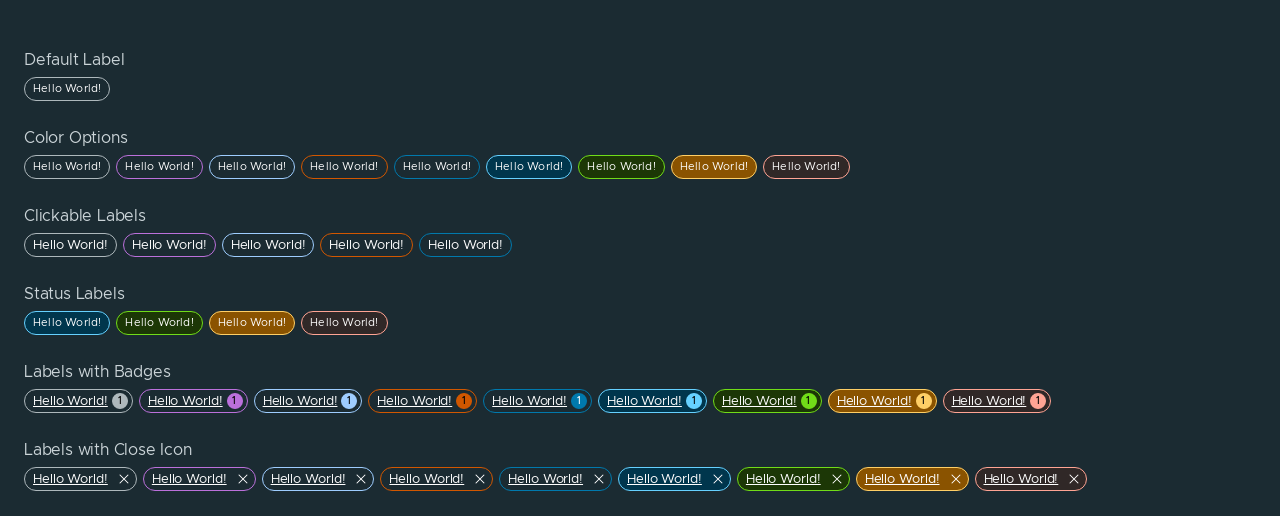 Default Label
Hello World!
Color Options
Hello World! Hello World! Hello World! Hello World! Hello World! Hello World! Hello World! Hello World! Hello World!
Clickable Labels
Hello World! Hello World! Hello World! Hello World! Hello World!
Status Labels
Hello World! Hello World! Hello World! Hello World!
Labels with Badges
Hello World! 1 Hello World! 1 Hello World! 1 Hello World! 1 Hello World! 1 Hello World! 1 Hello World! 1 Hello World! 1 Hello World! 1
Labels with Close Icon
Hello World! Hello World! Hello World! Hello World! Hello World! Hello World! Hello World! Hello World! Hello World!